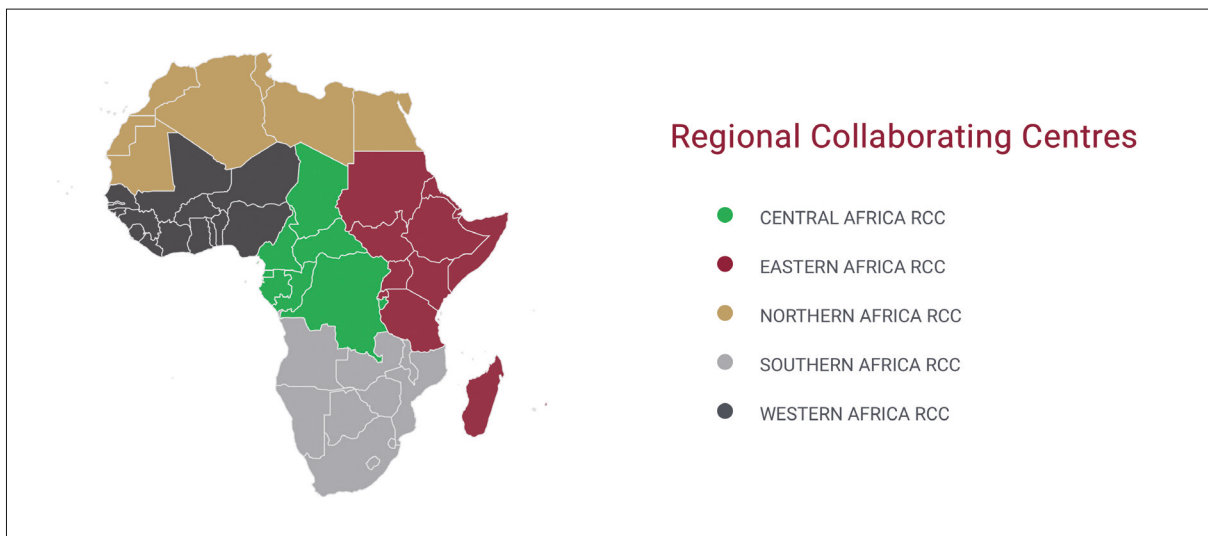 Regional Collaborating Centres
CENTRAL AFRICA RCC
EASTERN AFRICA RCC
NORTHERN AFRICA RCC
SOUTHERN AFRICA RCC
WESTERN AFRICA RCC